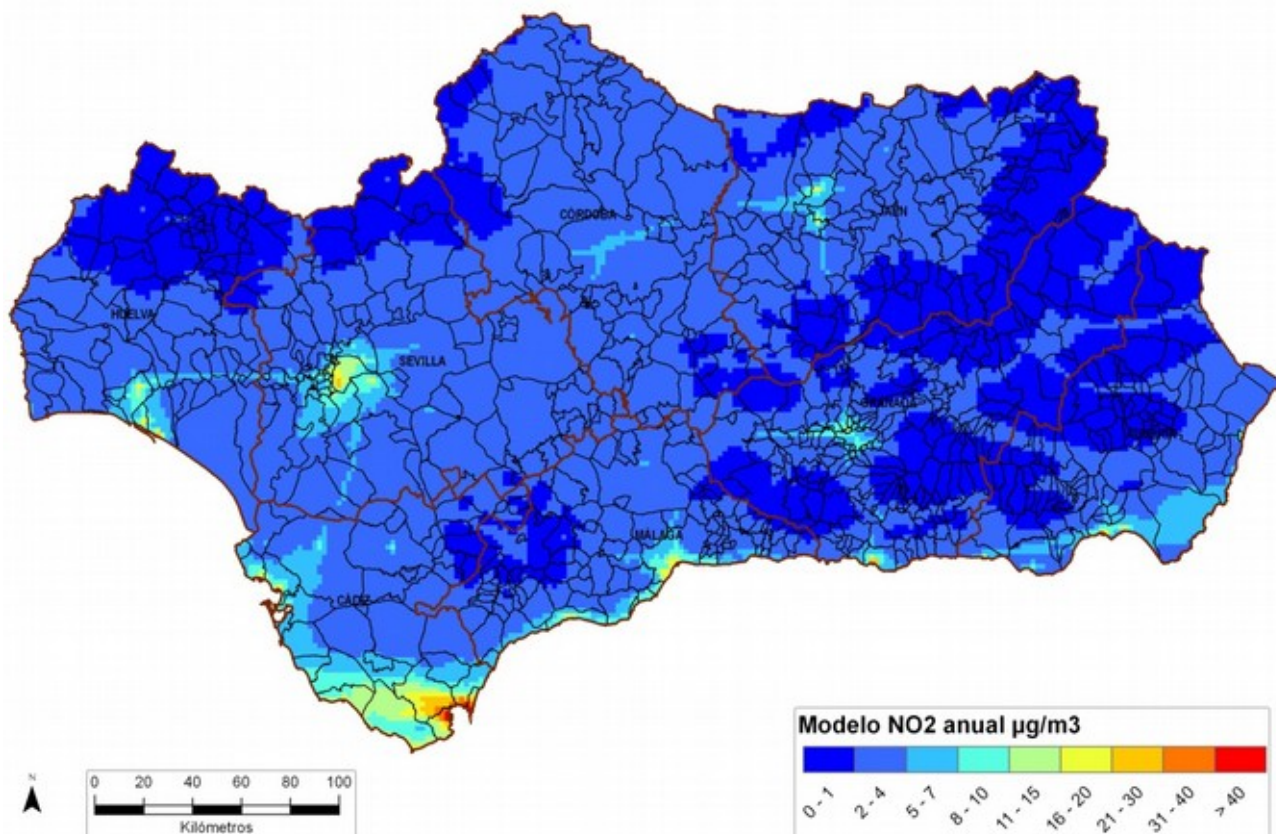 CÓRDOBA
JAÉN
HUELVA
SEVILLA
GRANADA
MÁLAGA
CÁDIZ
Modelo NO2 anual µg/m3
0 - 1
2 - 4
5 - 7
8 - 10
11 - 15
16 - 20
21 - 30
31 - 40
> 40
N
0 20 40 60 80 100
Kilómetros